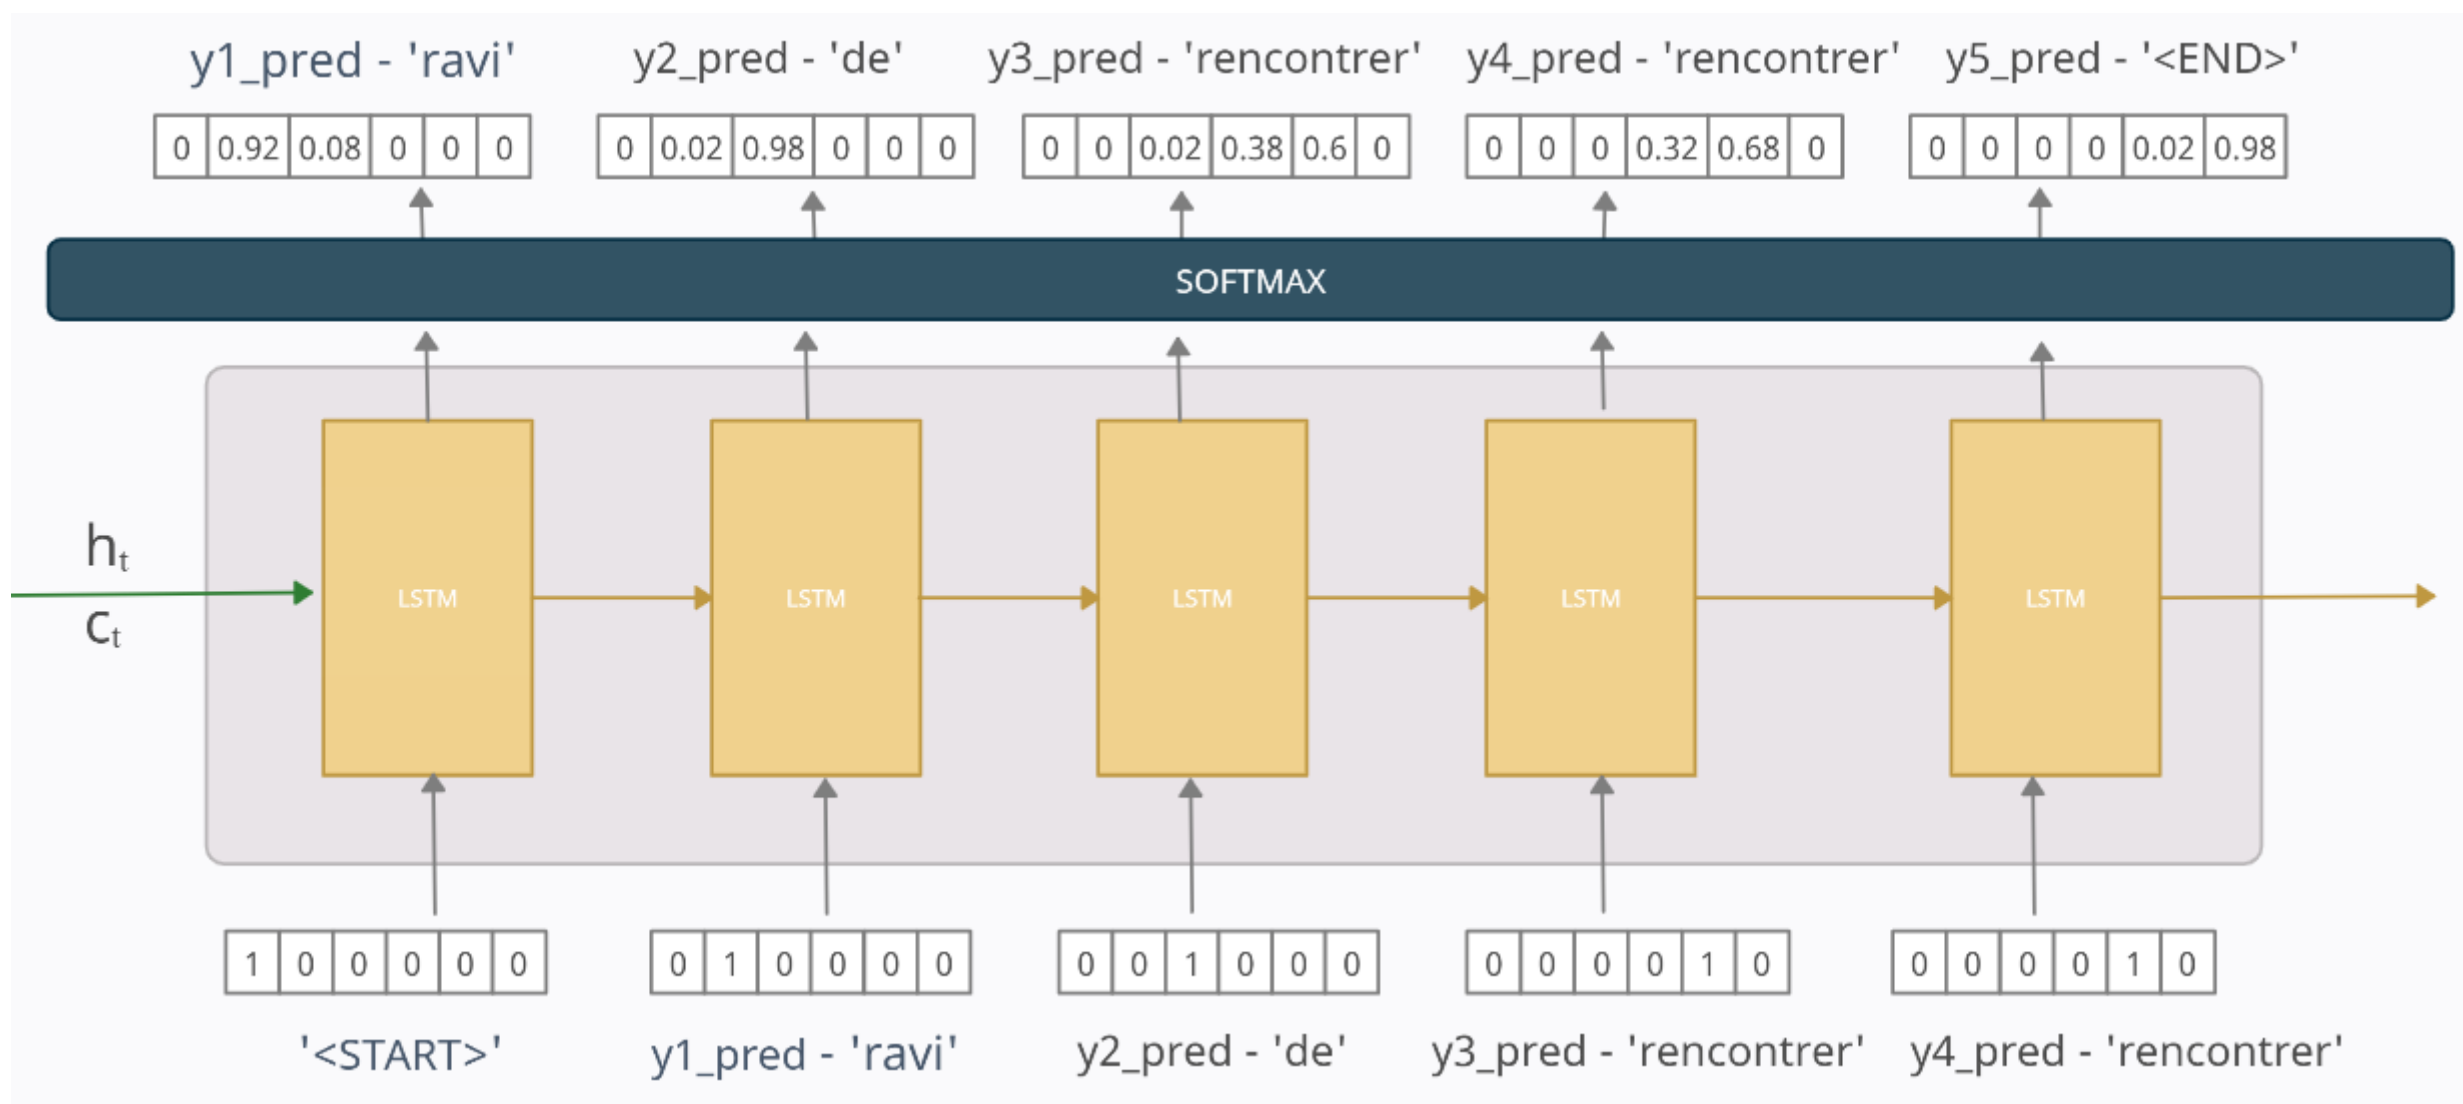 y1_pred - 'ravi' y2_pred - 'de' y3_pred - 'rencontrer' y4_pred - 'rencontrer' y5_pred - '<END>'
0 0.92 0.08 0 0 0 0 0.02 0.98 0 0 0 0 0 0.02 0.38 0.6 0 0 0 0 0.32 0.68 0 0 0 0 0 0.02 0.98
SOFTMAX
ht
LSTM LSTM LSTM LSTM LSTM
ct
1 0 0 0 0 0 0 1 0 0 0 0 0 0 1 0 0 0 0 0 0 0 1 0 0 0 0 0 1 0
'<START>' y1_pred - 'ravi' y2_pred - 'de' y3_pred - 'rencontrer' y4_pred - 'rencontrer'